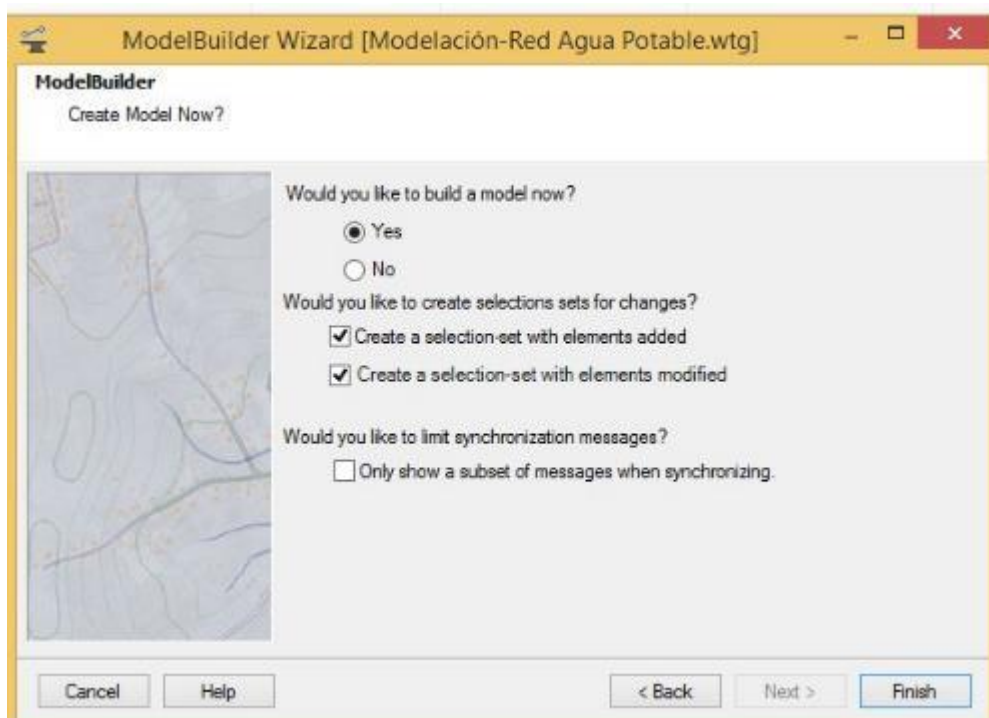 ModelBuilder Wizard [Modelación-Red Agua Potable.wtg]
ModelBuilder
Create Model Now?
Would you like to build a model now?
Yes
No
Would you like to create selections sets for changes?
Create a selection-set with elements added
Create a selection-set with elements modified
Would you like to limit synchronization messages?
Only show a subset of messages when synchronizing.
Cancel Help < Back Next > Finish